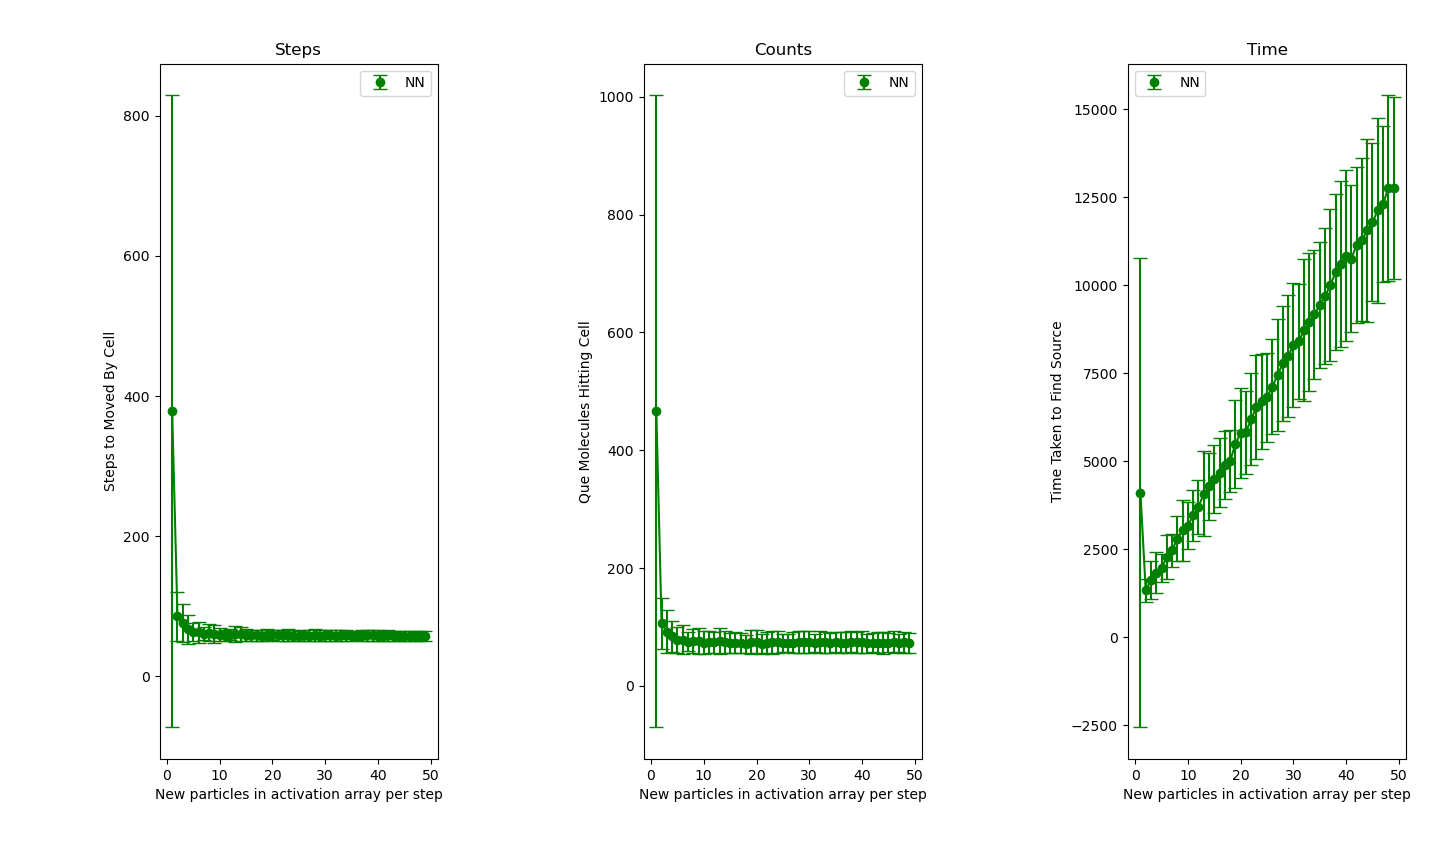 Steps
NN
800
600
400
200
0
Steps to Moved By Cell
0 10 20 30 40 50
New particles in activation array per step
Counts
NN
1000
800
600
400
200
0
Que Molecules Hitting Cell
0 10 20 30 40 50
New particles in activation array per step
Time
NN
15000
12500
10000
7500
5000
2500
0
−2500
Time Taken to Find Source
0 10 20 30 40 50
New particles in activation array per step